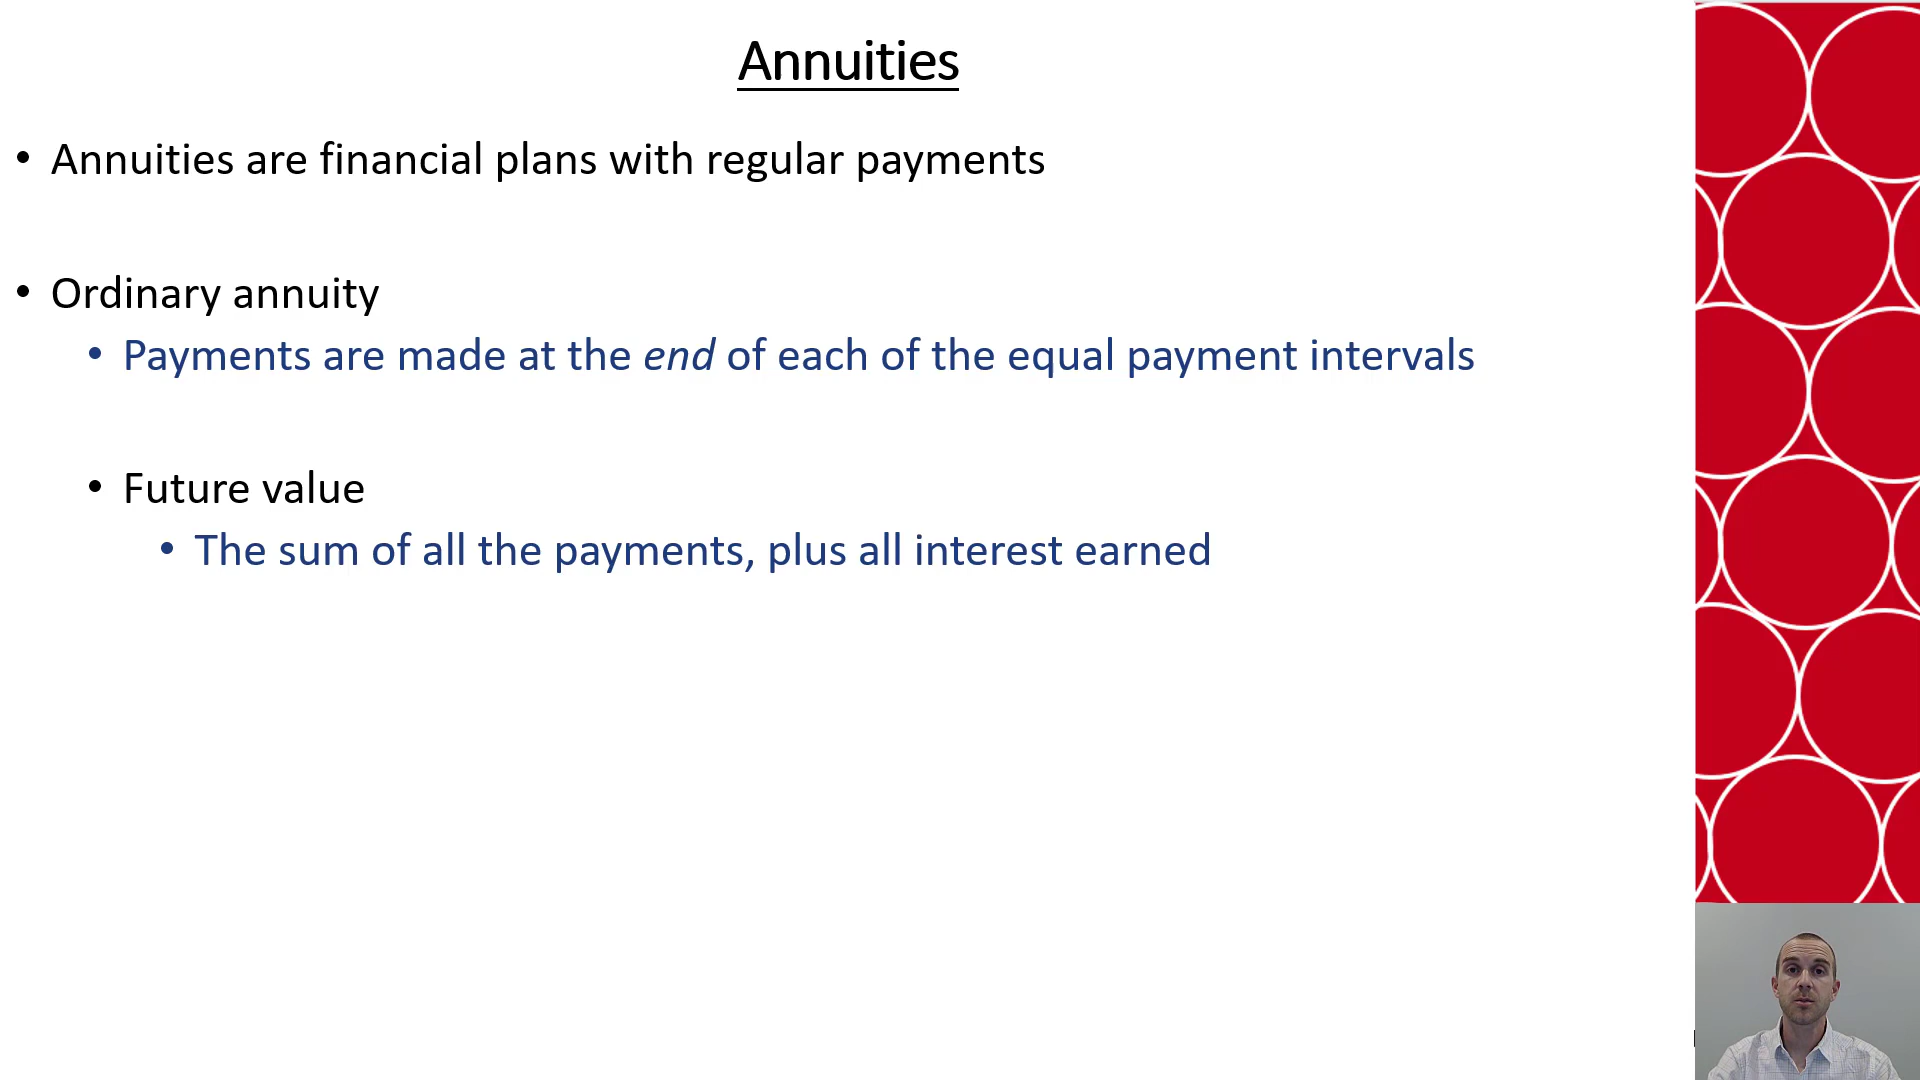 Annuities
• Annuities are financial plans with regular payments
• Ordinary annuity
• Payments are made at the end of each of the equal payment intervals
• Future value
• The sum of all the payments, plus all interest earned